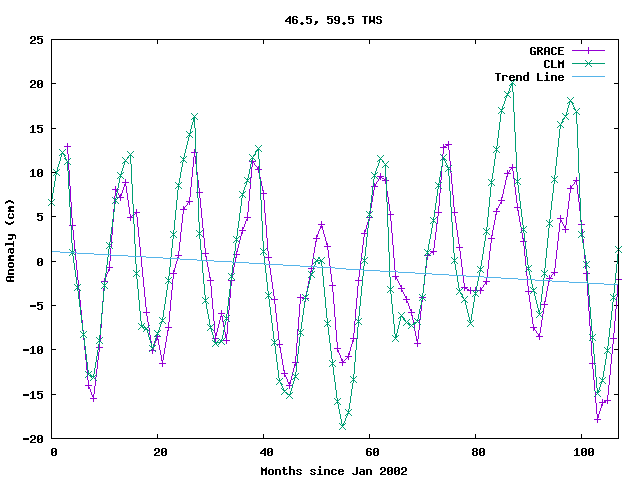 46.5, 59.5 TWS
GRACE
CLM
Trend Line
25
20
15
10
5
0
-5
-10
-15
-20
Anomaly (cm)
0 20 40 60 80 100
Months since Jan 2002